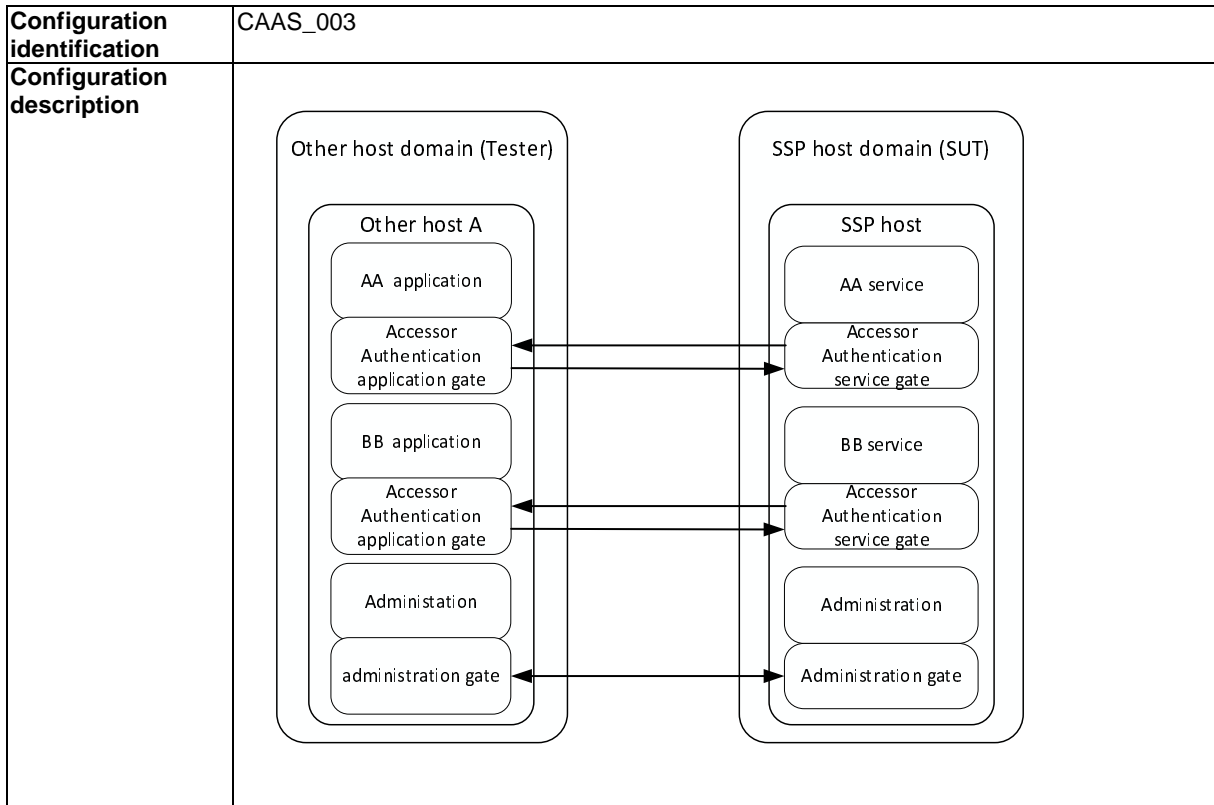 Configuration identification
CAAS_003
Configuration description
Other host domain (Tester)
Other host A
AA application
Accessor
Authentication
application gate
BB application
Accessor
Authentication
application gate
Administation
administration gate
SSP host domain (SUT)
SSP host
AA service
Accessor
Authentication
service gate
BB service
Accessor
Authentication
service gate
Administration
Administration gate